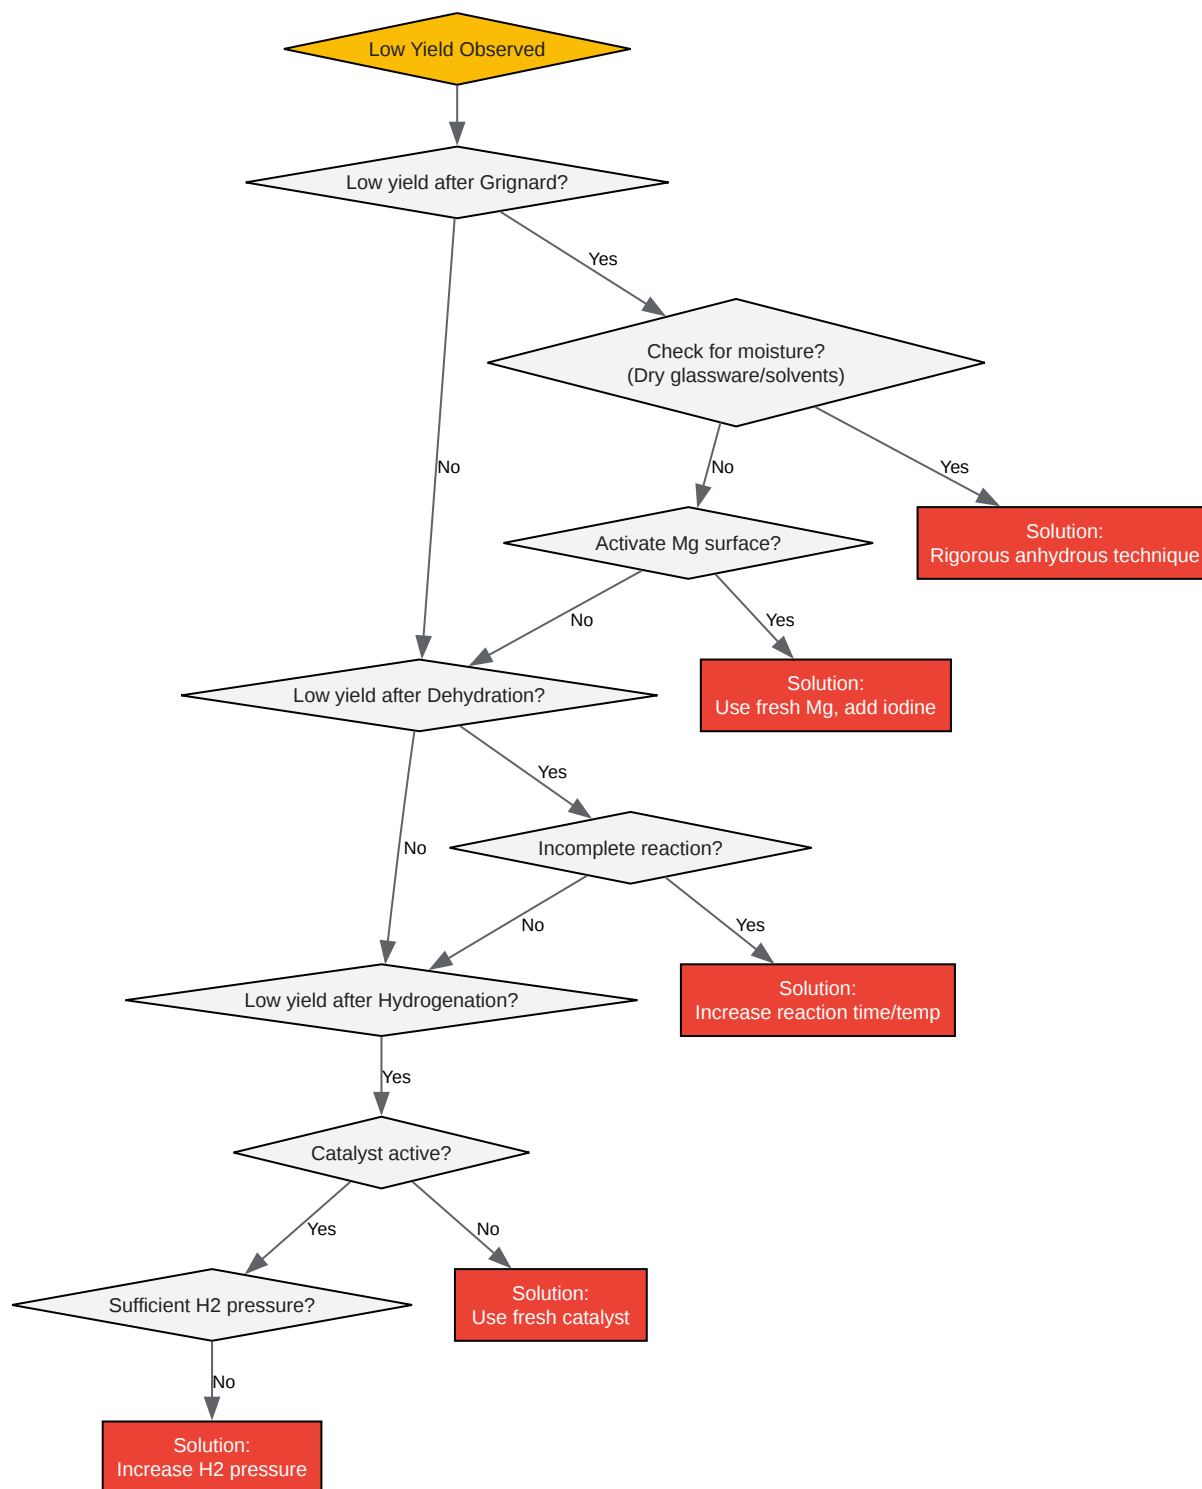 Low Yield Observed
Low yield after Grignard?
Yes
Check for moisture?
(Dry glassware/solvents)
No
No
Yes
Solution:
Rigorous anhydrous technique
Activate Mg surface?
No
Yes
Solution:
Use fresh Mg, add iodine
Low yield after Dehydration?
Yes
No
Incomplete reaction?
No
Yes
Solution:
Increase reaction time/temp
Low yield after Hydrogenation?
Yes
Catalyst active?
Yes
No
Solution:
Use fresh catalyst
Sufficient H2 pressure?
No
Solution:
Increase H2 pressure